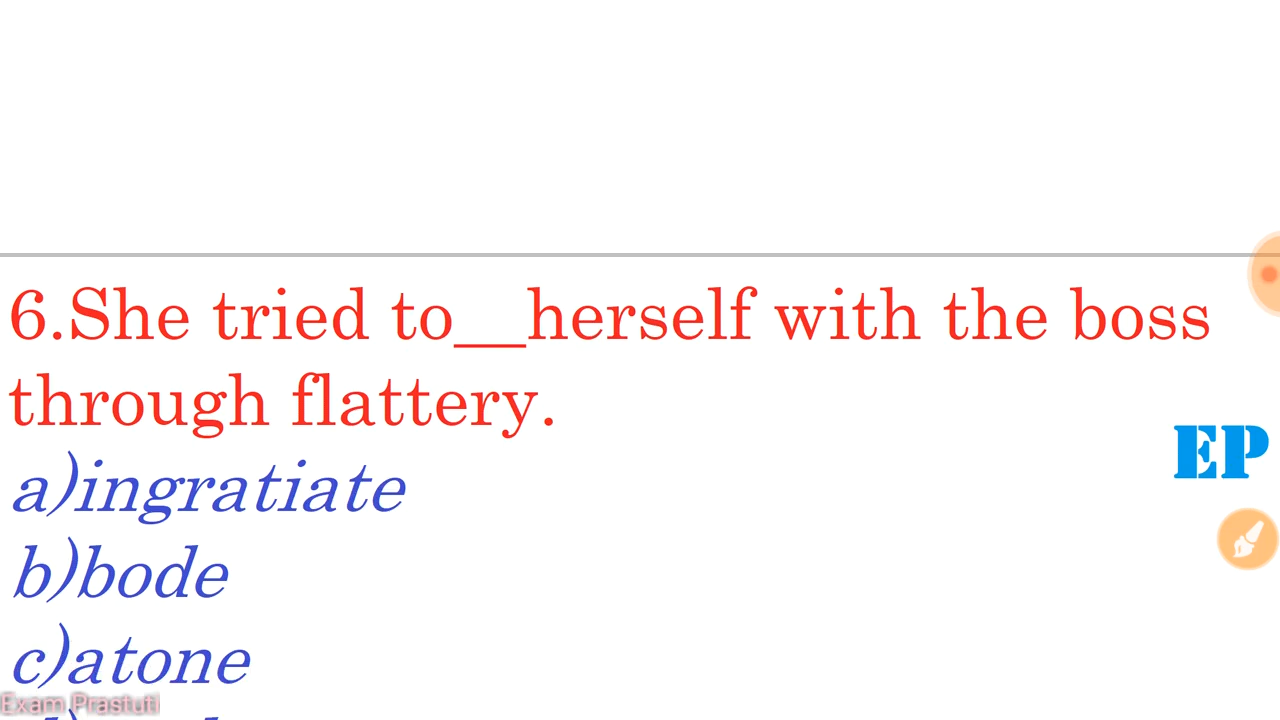 6.She tried to__herself with the boss
through flattery.
a)ingratiate
EP
b)bode
c)atone
Exam Prastuti